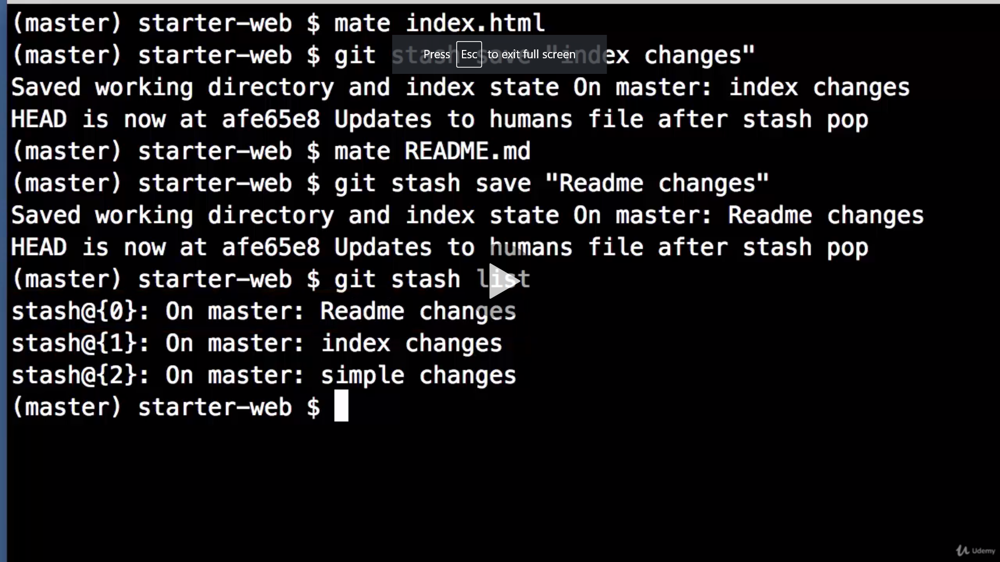 (master) starter-web $ mate index.html
(master) starter-web $ git stash save "index changes"
Press Esc to exit full screen
Saved working directory and index state On master: index changes
HEAD is now at afe65e8 Updates to humans file after stash pop
(master) starter-web $ mate README.md
(master) starter-web $ git stash save "Readme changes"
Saved working directory and index state On master: Readme changes
HEAD is now at afe65e8 Updates to humans file after stash pop
(master) starter-web $ git stash list
stash@{0}: On master: Readme changes
stash@{1}: On master: index changes
stash@{2}: On master: simple changes
(master) starter-web $
Udemy